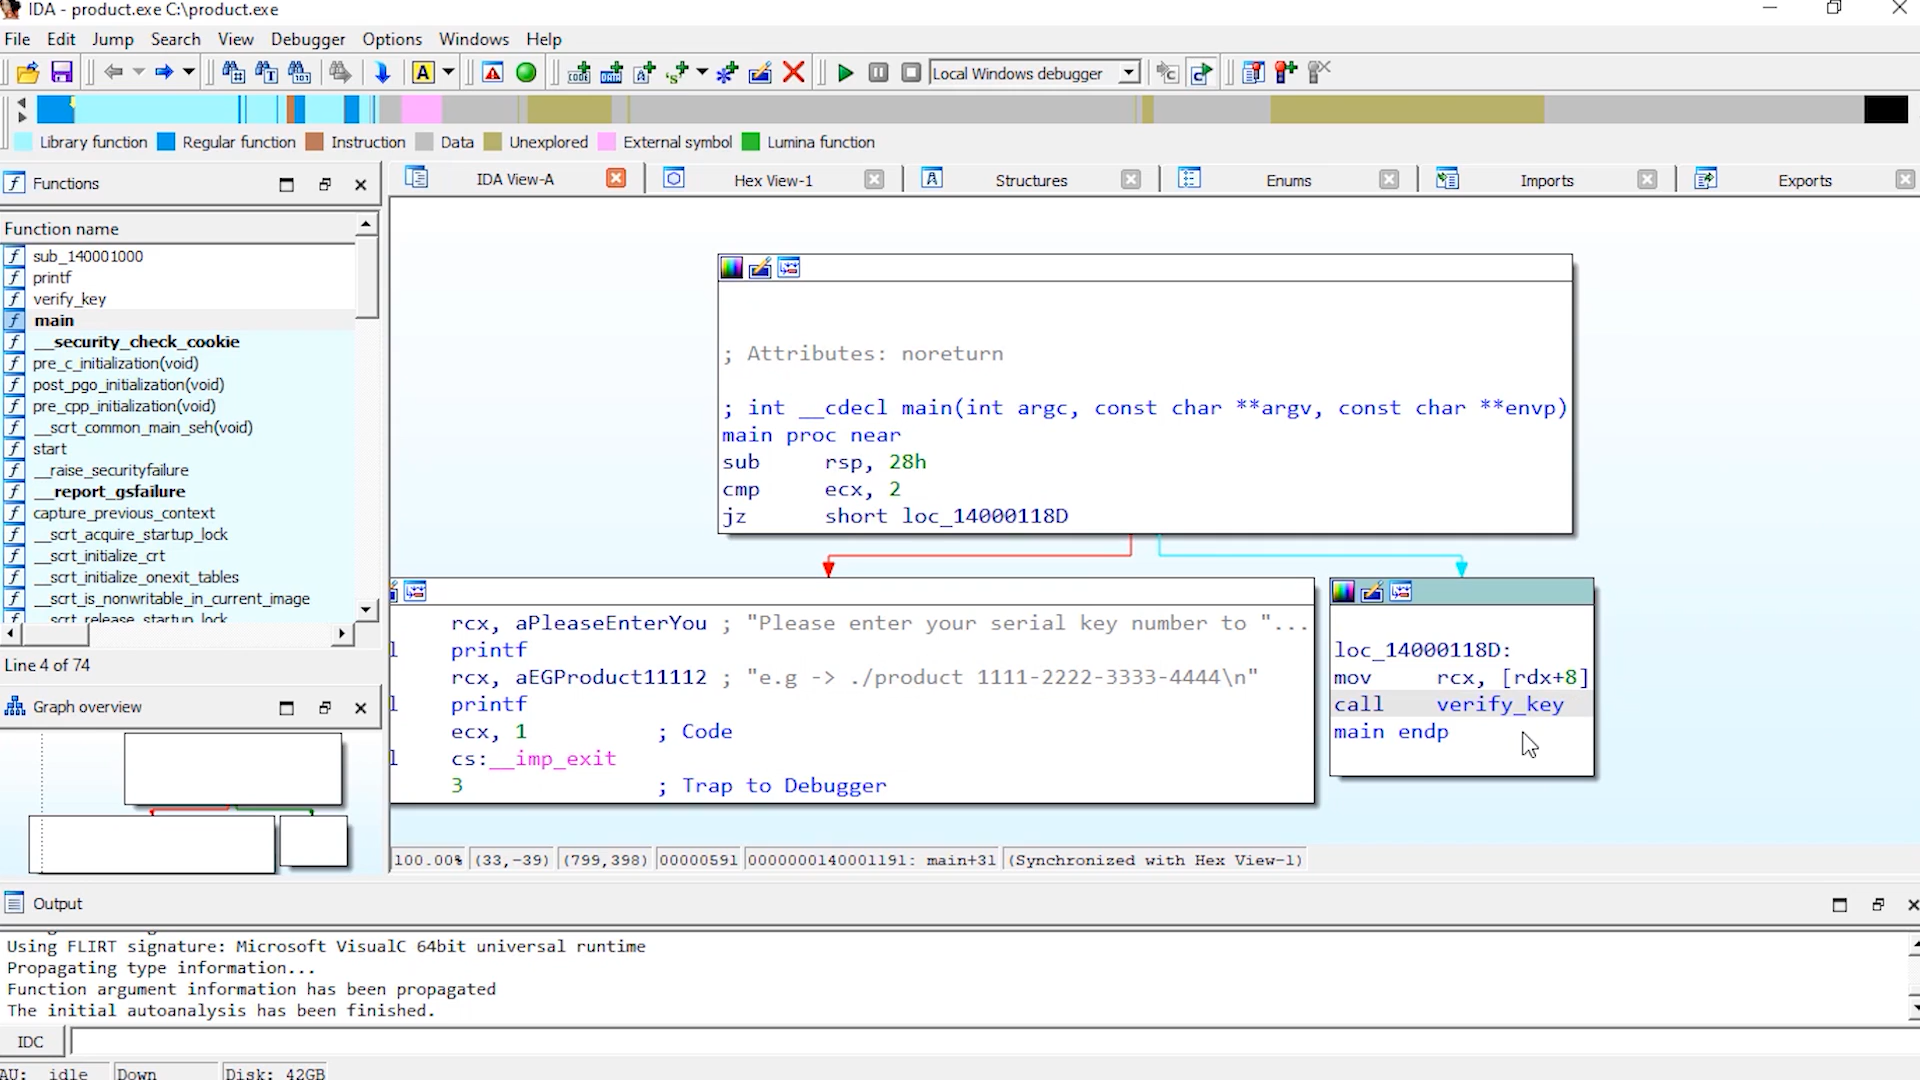 IDA - product.exe C:\product.exe
File Edit Jump Search View Debugger Options Windows Help
Local Windows debugger
Library function Regular function Instruction Data Unexplored External symbol Lumina function
Functions
Function name
sub_140001000
printf
verify_key
main
__security_check_cookie
pre_c_initialization(void)
post_pgo_initialization(void)
pre_cpp_initialization(void)
__scrt_common_main_seh(void)
start
__raise_securityfailure
__report_gsfailure
capture_previous_context
__scrt_acquire_startup_lock
__scrt_initialize_crt
__scrt_initialize_onexit_tables
__scrt_is_nonwritable_in_current_image
__scrt_release_startup_lock
Line 4 of 74
Graph overview
IDA View-A Hex View-1 Structures Enums Imports Exports
; Attributes: noreturn
; int __cdecl main(int argc, const char **argv, const char **envp)
main proc near
sub rsp, 28h
cmp ecx, 2
jz short loc_14000118D
rcx, aPleaseEnterYou ; "Please enter your serial key number to "...
l printf
rcx, aEGProduct11112 ; "e.g -> ./product 1111-2222-3333-4444\n"
l printf
ecx, 1 ; Code
l cs:__imp_exit
3 ; Trap to Debugger
loc_14000118D:
mov rcx, [rdx+8]
call verify_key
main endp
100.00% (33,-39) (799,398) 00000591 0000000140001191: main+31 (Synchronized with Hex View-1)
Output
Using FLIRT signature: Microsoft VisualC 64bit universal runtime
Propagating type information...
Function argument information has been propagated
The initial autoanalysis has been finished.
IDC
AU: idle Down Disk: 42GB